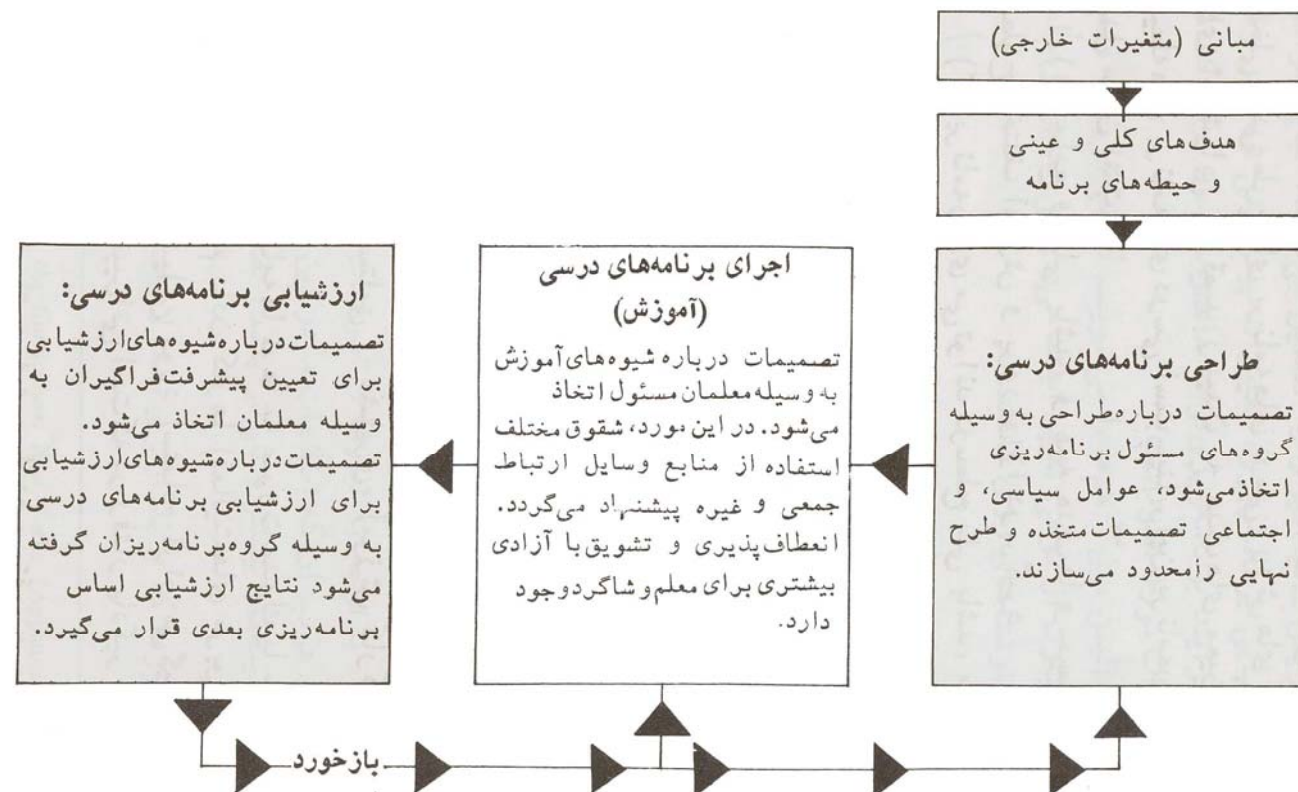 مبانی (متغیرات خارجی)
هدف‌های کلی و عینی
و حیطه‌های برنامه
طراحی برنامه‌های درسی:
تصمیمات درباره طراحی به وسیله
گروه‌های مسئول برنامه‌ریزی
اتخاذ می‌شود، عوامل سیاسی، و
اجتماعی تصمیمات متخذه و طرح
نهایی را محدود می‌سازند.
اجرای برنامه‌های درسی
(آموزش)
تصمیمات درباره شیوه‌های آموزش
به وسیله معلمان مسئول اتخاذ
می‌شود. در این مورد، شقوق مختلف
استفاده از منابع وسایل ارتباط
جمعی و غیره پیشنهاد می‌گردد.
انعطاف‌پذیری و تشویق با آزادی
بیشتری برای معلم و شاگرد وجود
دارد.
ارزشیابی برنامه‌های درسی:
تصمیمات درباره شیوه‌های ارزشیابی
برای تعیین پیشرفت فراگیران به
وسیله معلمان اتخاذ می‌شود.
تصمیمات درباره شیوه‌های ارزشیابی
برای ارزشیابی برنامه‌های درسی
به وسیله گروه برنامه‌ریزان گرفته
می‌شود نتایج ارزشیابی اساس
برنامه‌ریزی بعدی قرار می‌گیرد.
بازخورد